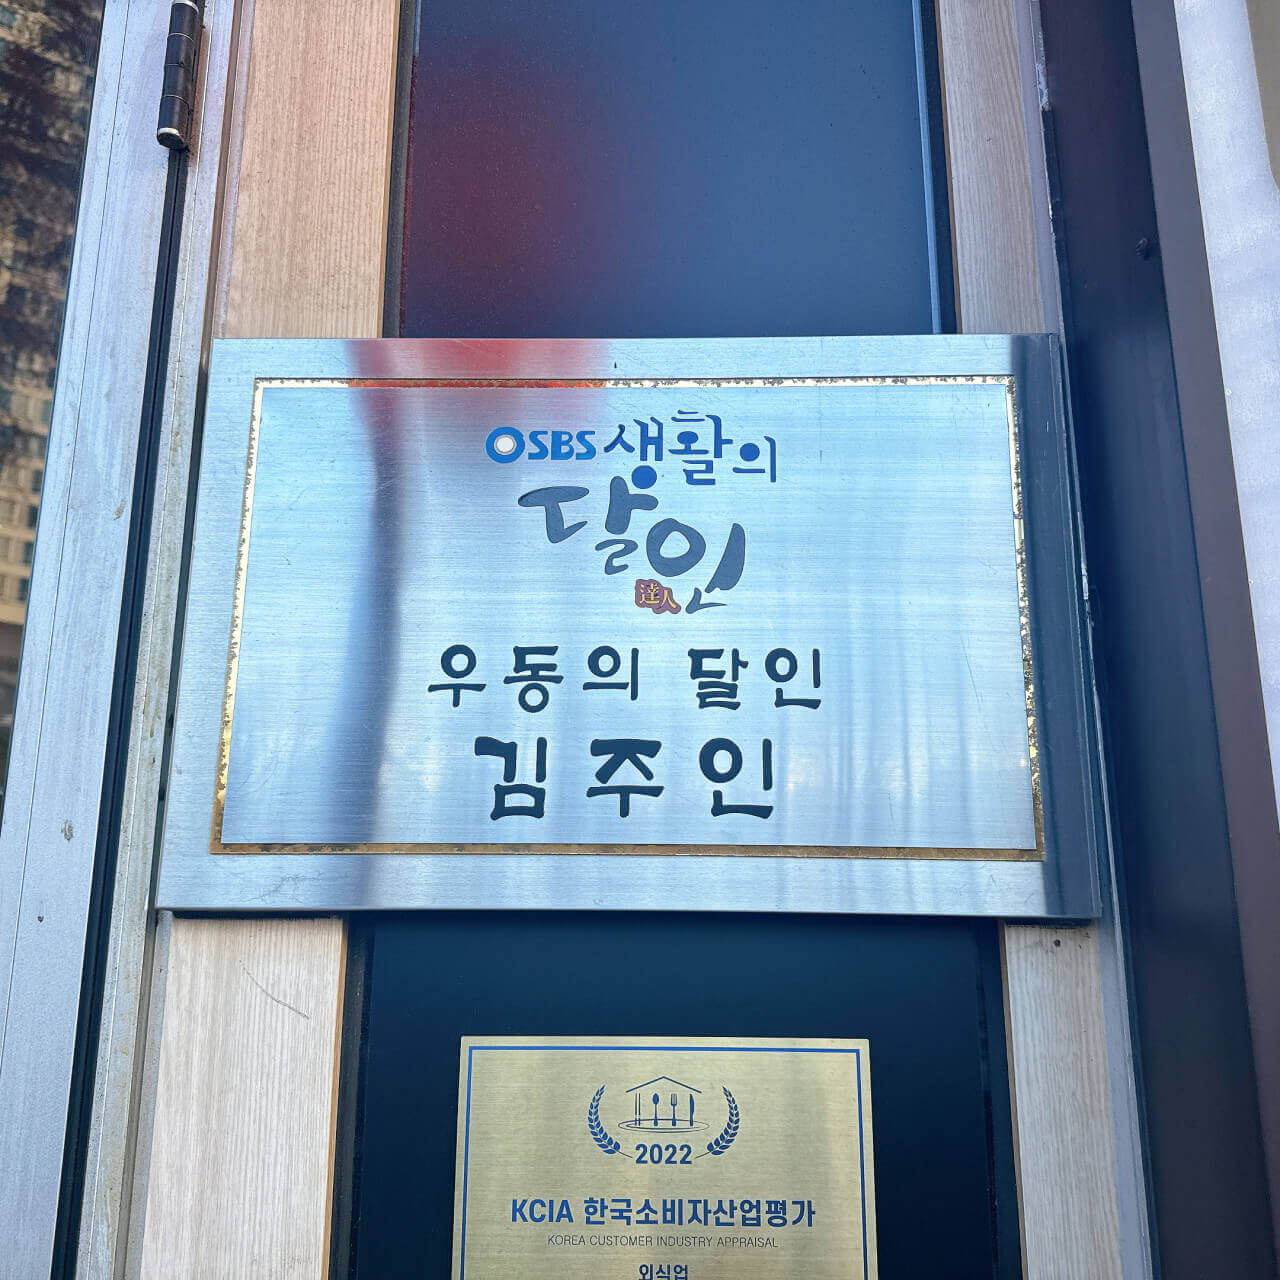 SBS 생활의
달인
達人
우동의 달인
김주인
2022
KCIA 한국소비자산업평가
KOREA CUSTOMER INDUSTRY APPRAISAL
외식업